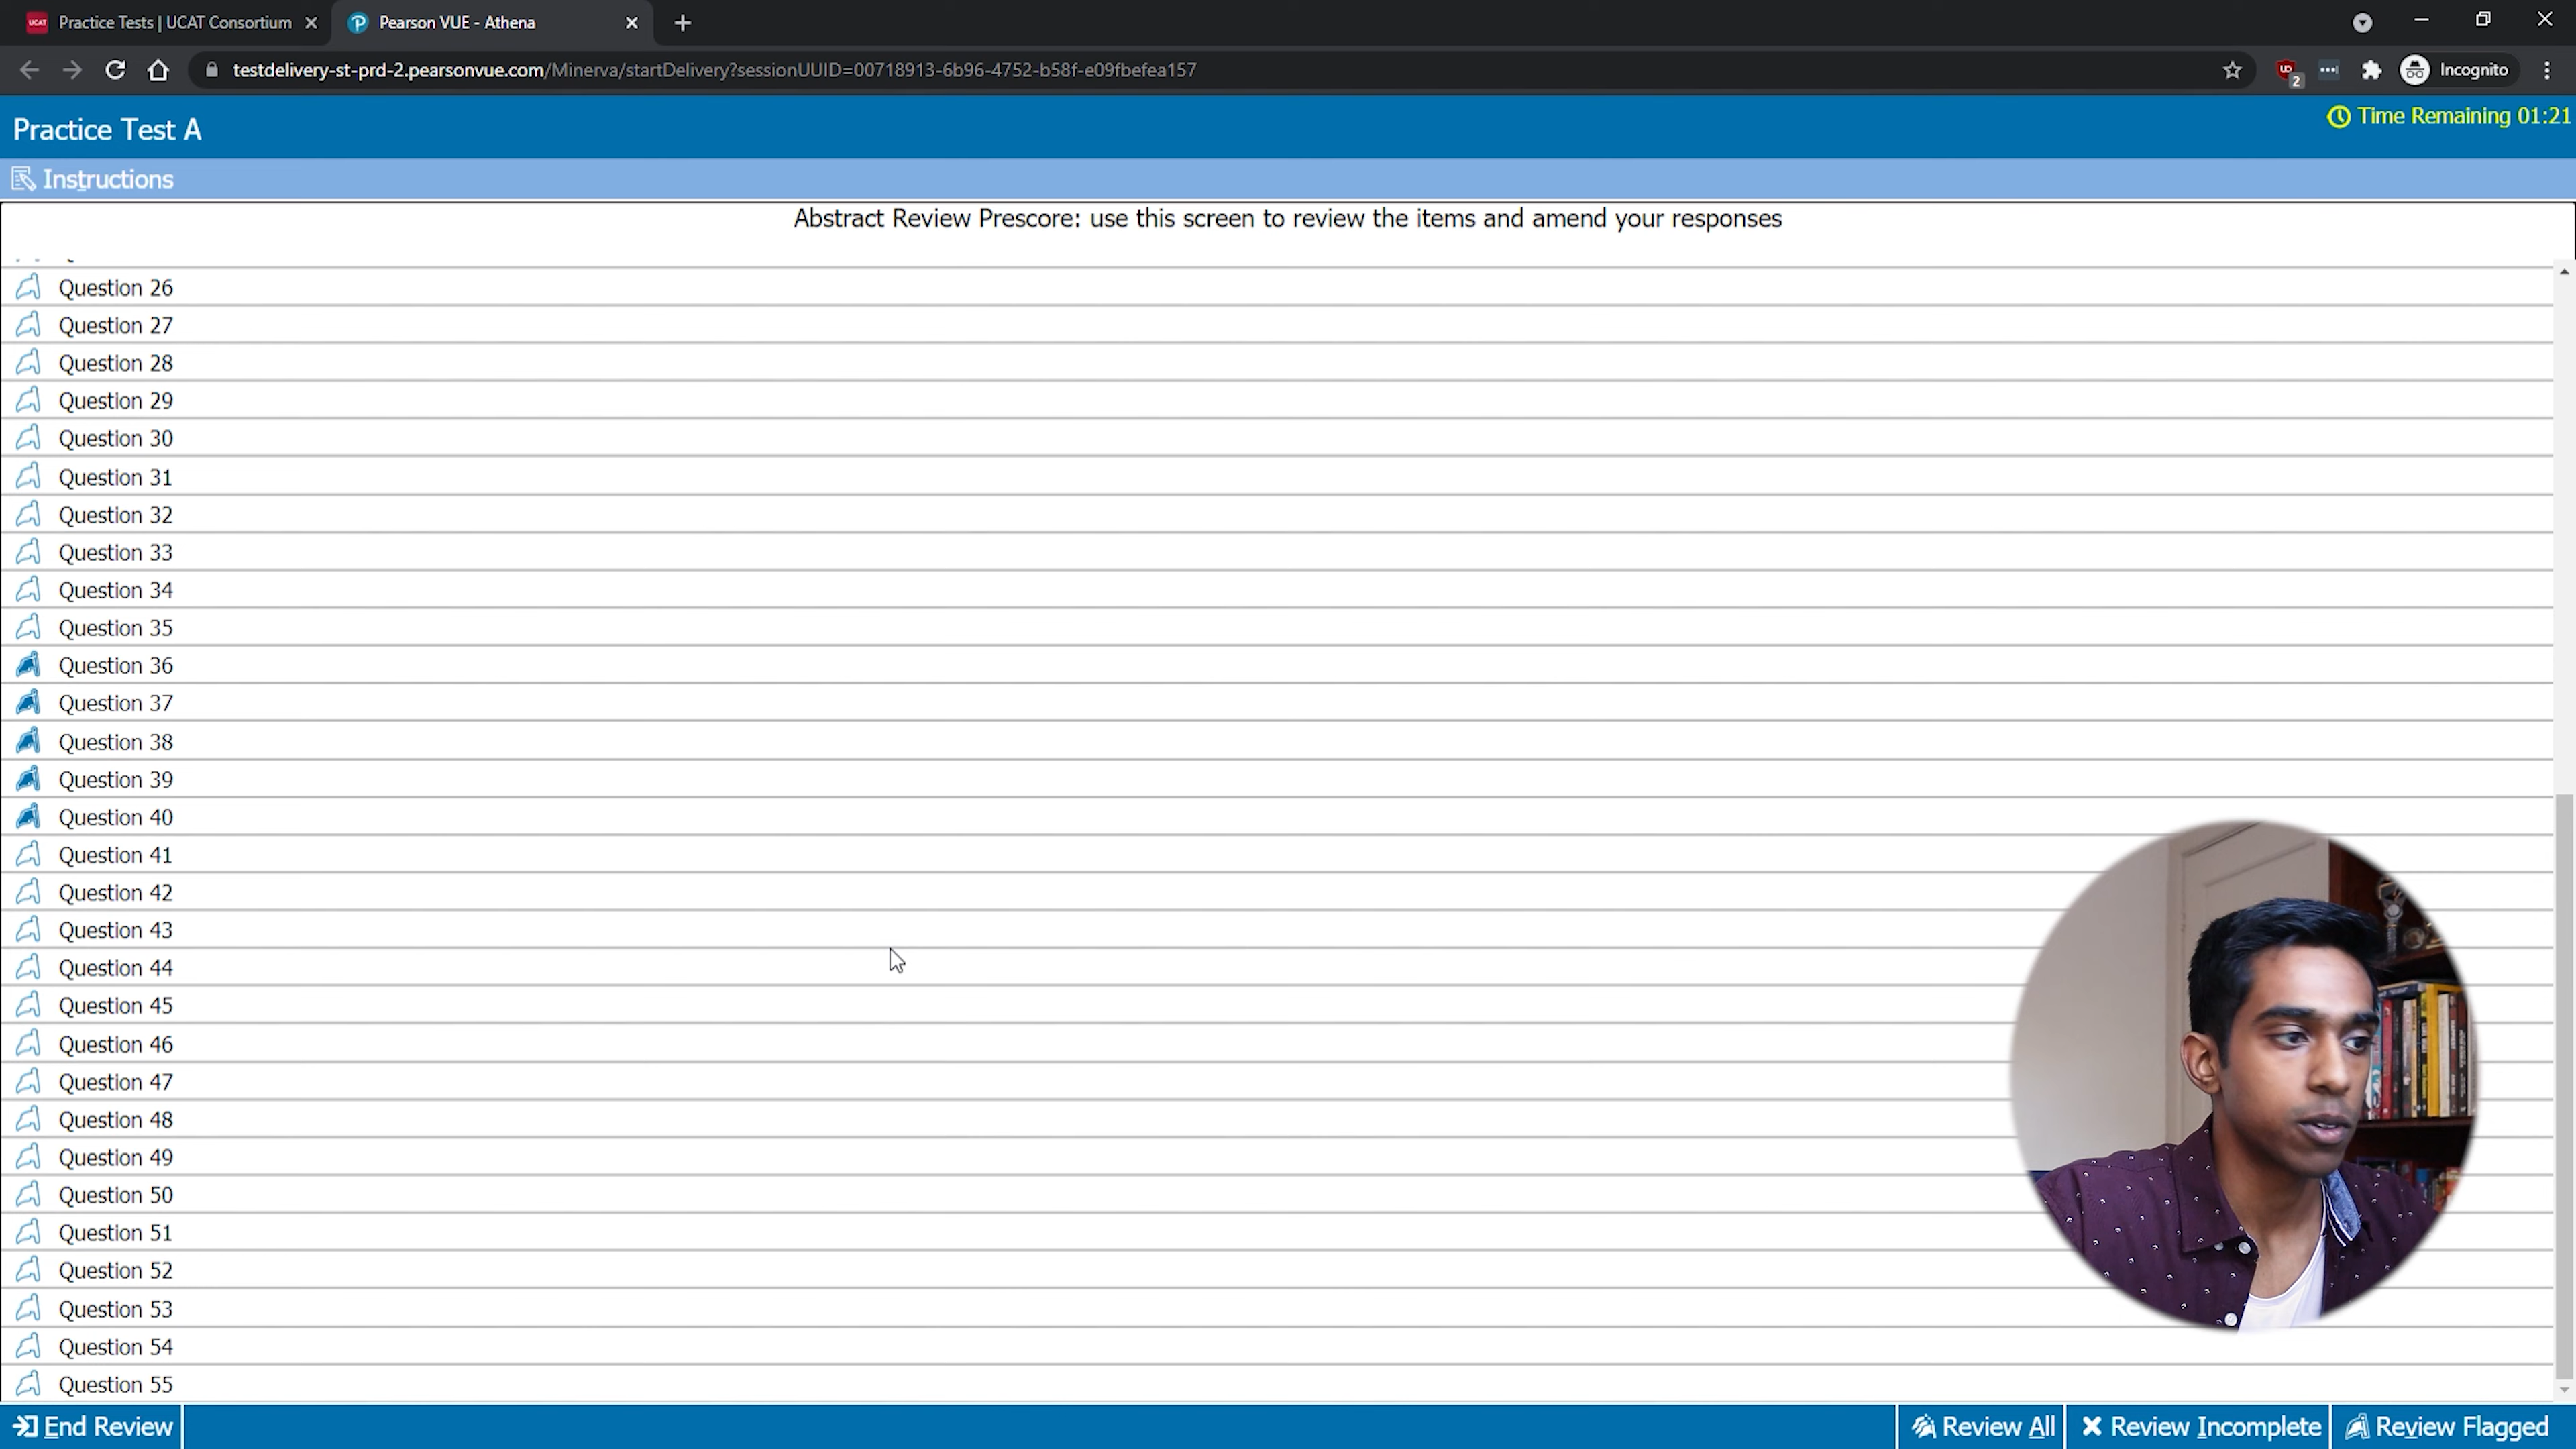 Practice Tests | UCAT Consortium
Pearson VUE - Athena
testdelivery-st-prd-2.pearsonvue.com/Minerva/startDelivery?sessionUUID=00718913-6b96-4752-b58f-e09fbefea157
2
Incognito
Practice Test A
Time Remaining 01:21
Instructions
Abstract Review Prescore: use this screen to review the items and amend your responses
Question 26
Question 27
Question 28
Question 29
Question 30
Question 31
Question 32
Question 33
Question 34
Question 35
Question 36
Question 37
Question 38
Question 39
Question 40
Question 41
Question 42
Question 43
Question 44
Question 45
Question 46
Question 47
Question 48
Question 49
Question 50
Question 51
Question 52
Question 53
Question 54
Question 55
End Review
Review All
Review Incomplete
Review Flagged